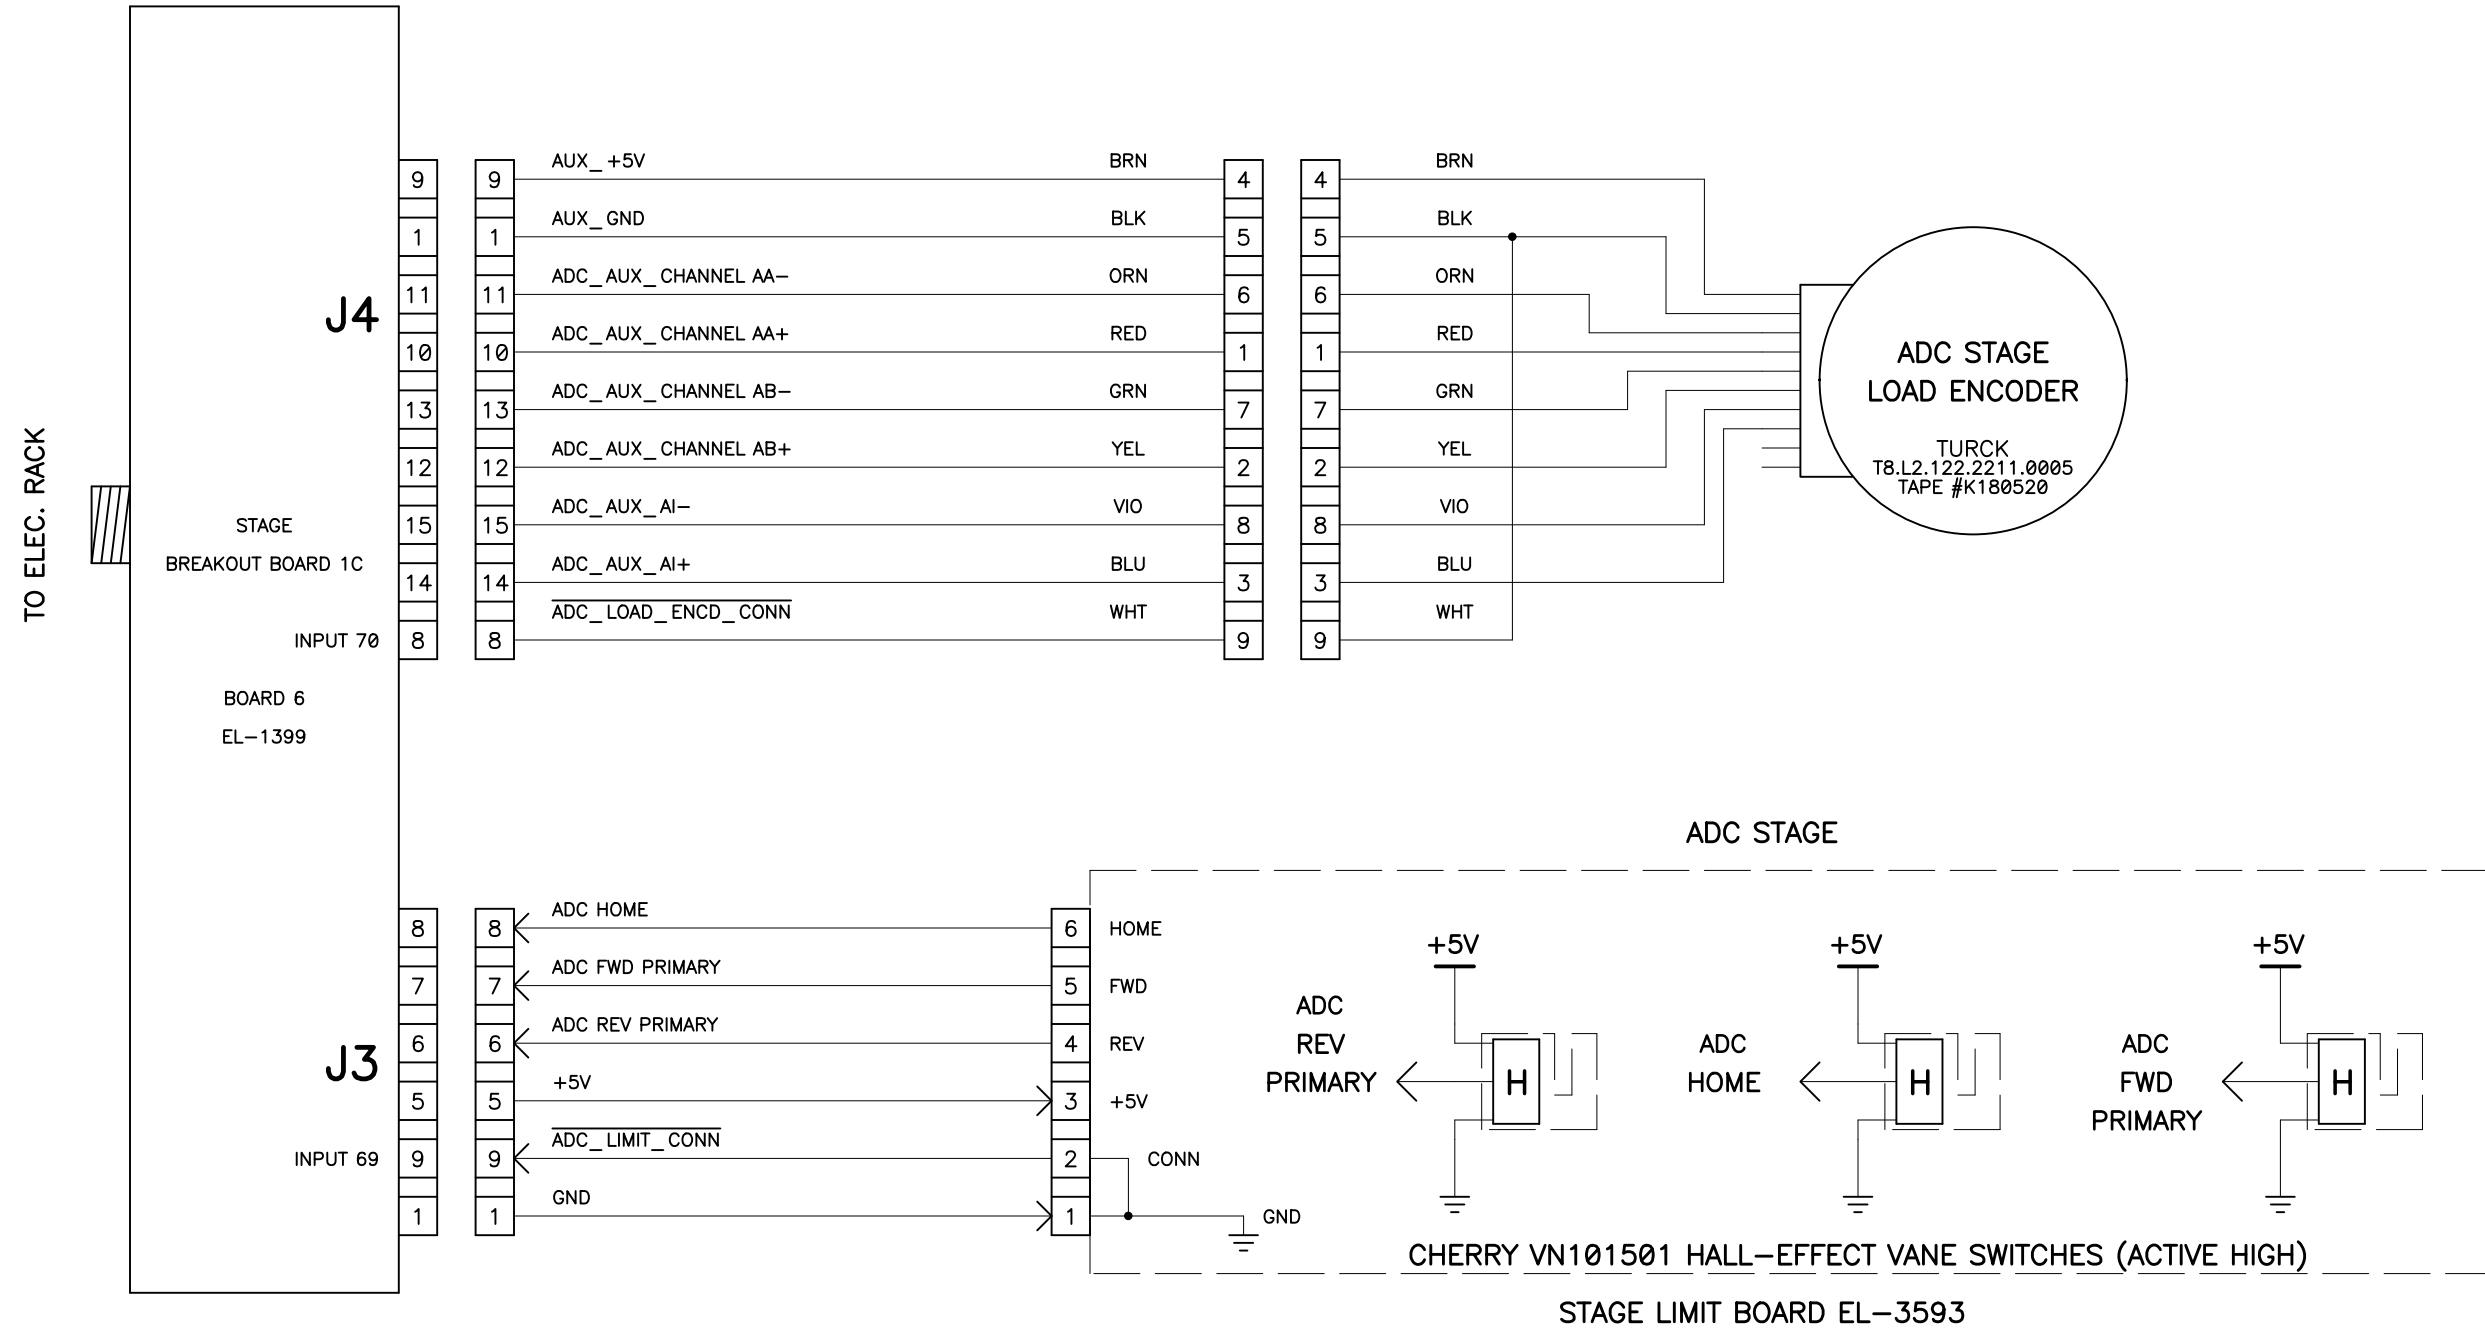 TO ELEC. RACK
J4
STAGE
BREAKOUT BOARD 1C
INPUT 70
BOARD 6
EL-1399
J3
INPUT 69
9 9 AUX_+5V BRN 4 4 BRN
1 1 AUX_GND BLK 5 5 BLK
11 11 ADC_AUX_CHANNEL AA- ORN 6 6 ORN
10 10 ADC_AUX_CHANNEL AA+ RED 1 1 RED
13 13 ADC_AUX_CHANNEL AB- GRN 7 7 GRN
12 12 ADC_AUX_CHANNEL AB+ YEL 2 2 YEL
15 15 ADC_AUX_AI- VIO 8 8 VIO
14 14 ADC_AUX_AI+ BLU 3 3 BLU
8 8 ADC_LOAD_ENCD_CONN WHT 9 9 WHT
ADC STAGE
LOAD ENCODER
TURCK
T8.L2.122.2211.0005
TAPE #K180520
ADC STAGE
8 8 ADC HOME 6 HOME
7 7 ADC FWD PRIMARY 5 FWD
6 6 ADC REV PRIMARY 4 REV
5 5 +5V 3 +5V
9 9 ADC_LIMIT_CONN 2 CONN
1 1 GND 1 GND
+5V
ADC
REV
PRIMARY
H
+5V
ADC
HOME
H
+5V
ADC
FWD
PRIMARY
H
CHERRY VN101501 HALL-EFFECT VANE SWITCHES (ACTIVE HIGH)
STAGE LIMIT BOARD EL-3593